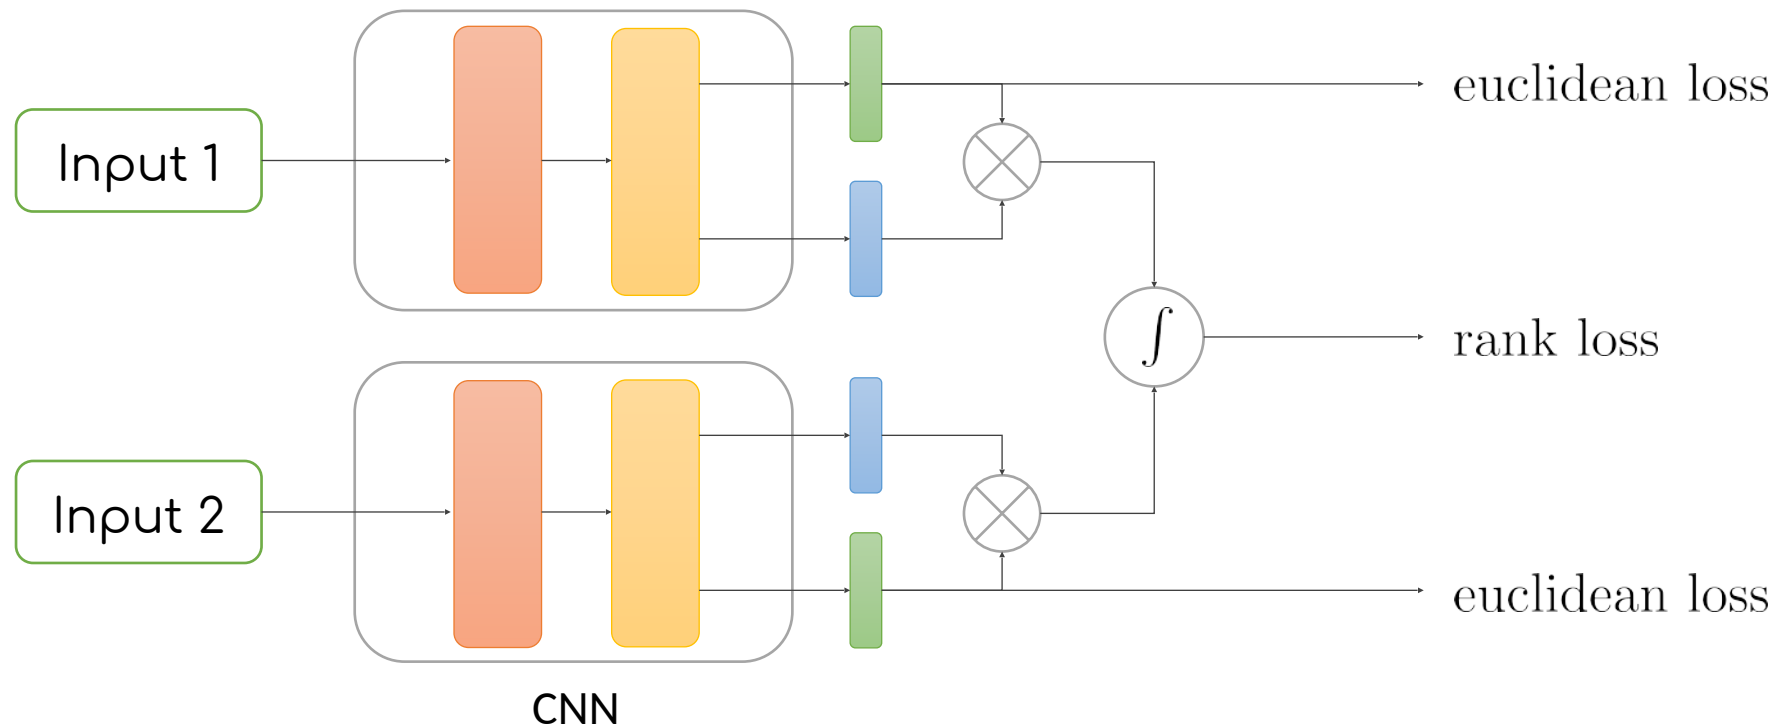 euclidean loss
Input 1
∫
rank loss
Input 2
euclidean loss
CNN